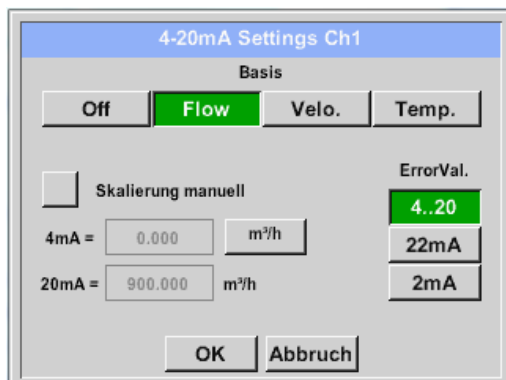 4-20mA Settings Ch1
Basis
Off Flow Velo. Temp.
ErrorVal.
Skalierung manuell
4..20
4mA = 0.000 m³/h
22mA
20mA = 900.000 m³/h
2mA
OK Abbruch